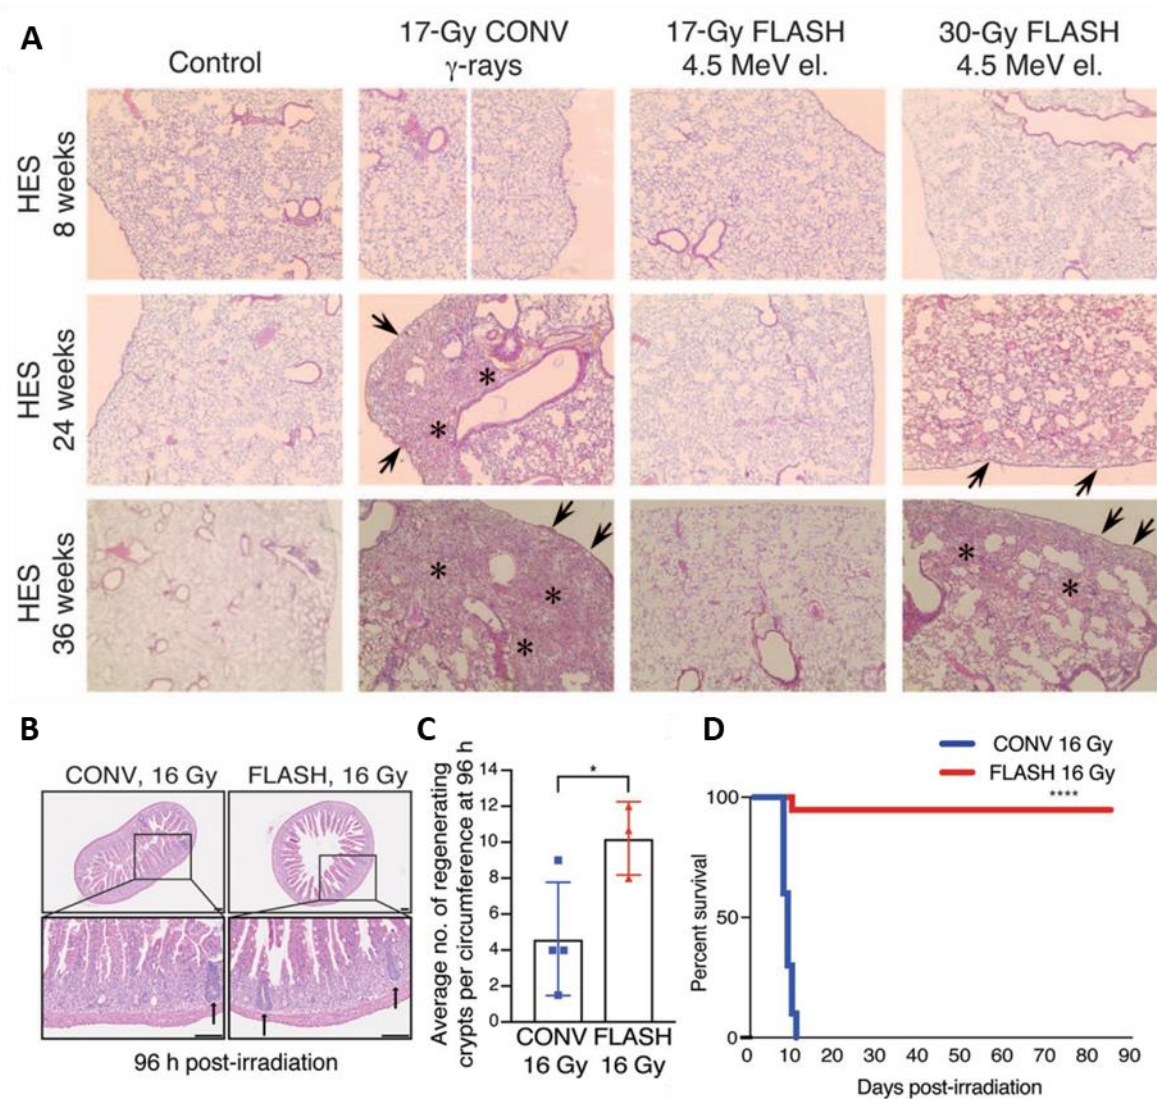 A
Control
17-Gy CONV
γ-rays
17-Gy FLASH
4.5 MeV el.
30-Gy FLASH
4.5 MeV el.
HES
8 weeks
HES
24 weeks
*
*
HES
36 weeks
*
*
*
*
*
B
CONV, 16 Gy
FLASH, 16 Gy
96 h post-irradiation
C
Average no. of regenerating
crypts per circumference at 96 h
14
12
10
8
6
4
2
0
*
CONV
16 Gy
FLASH
16 Gy
D
CONV 16 Gy
FLASH 16 Gy
****
Percent survival
100
50
0
0
10
20
30
40
50
60
70
80
90
Days post-irradiation